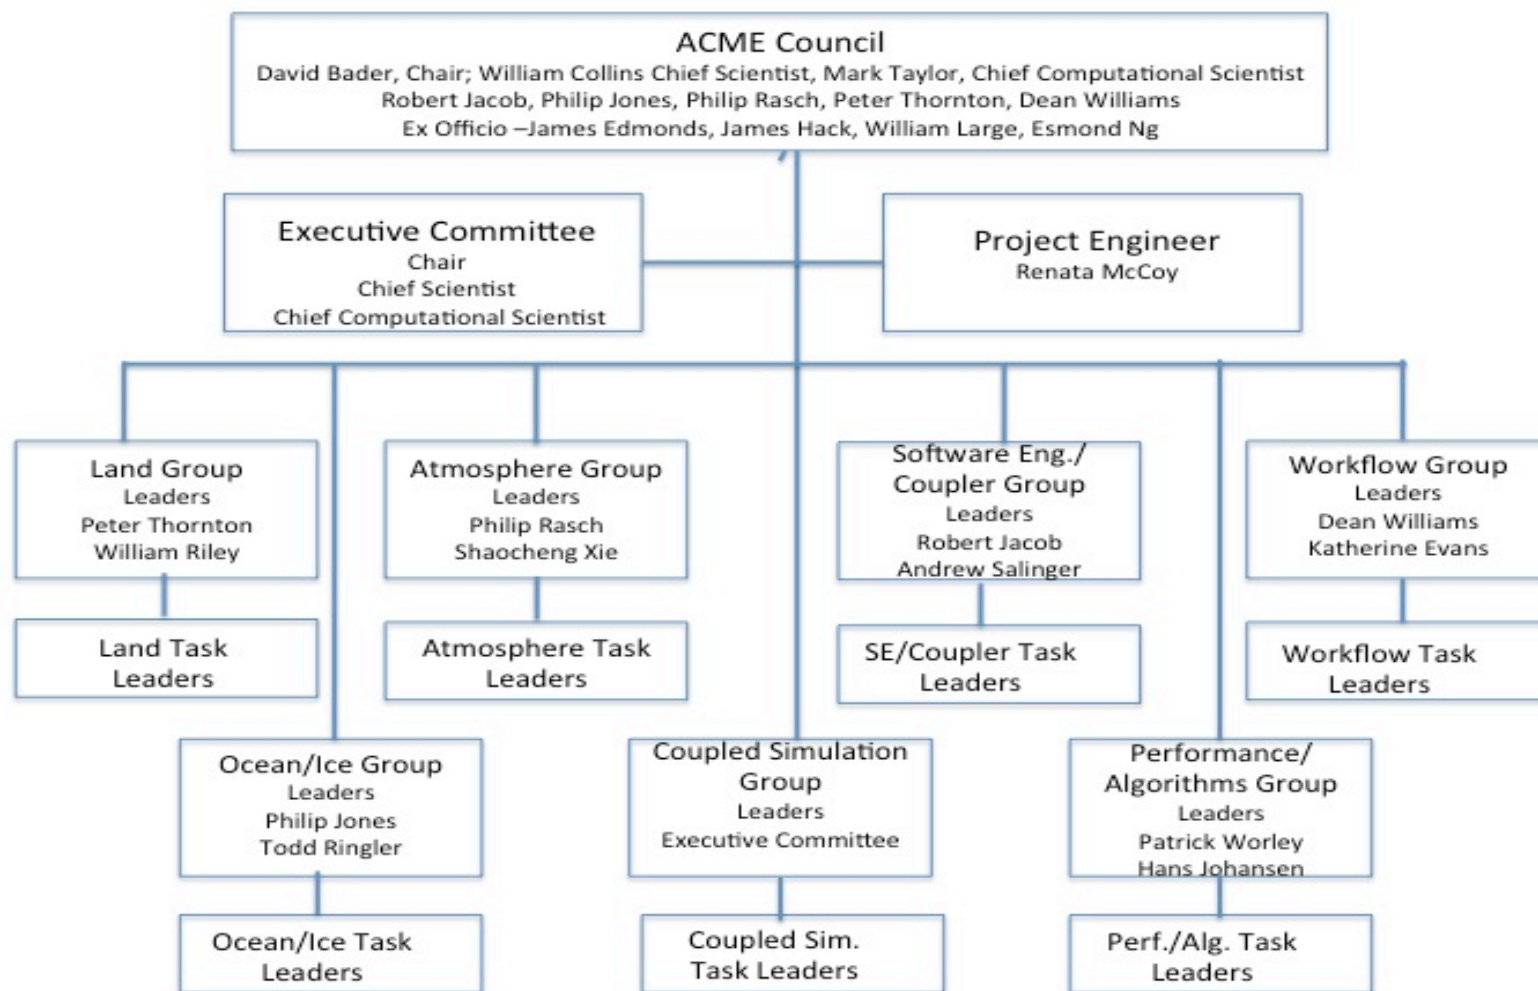 ACME Council
David Bader, Chair; William Collins Chief Scientist, Mark Taylor, Chief Computational Scientist
Robert Jacob, Philip Jones, Philip Rasch, Peter Thornton, Dean Williams
Ex Officio –James Edmonds, James Hack, William Large, Esmond Ng
Executive Committee
Chair
Chief Scientist
Chief Computational Scientist
Project Engineer
Renata McCoy
Land Group
Leaders
Peter Thornton
William Riley
Atmosphere Group
Leaders
Philip Rasch
Shaocheng Xie
Software Eng./
Coupler Group
Leaders
Robert Jacob
Andrew Salinger
Workflow Group
Leaders
Dean Williams
Katherine Evans
Land Task
Leaders
Atmosphere Task
Leaders
SE/Coupler Task
Leaders
Workflow Task
Leaders
Ocean/Ice Group
Leaders
Philip Jones
Todd Ringler
Coupled Simulation
Group
Leaders
Executive Committee
Performance/
Algorithms Group
Leaders
Patrick Worley
Hans Johansen
Ocean/Ice Task
Leaders
Coupled Sim.
Task Leaders
Perf./Alg. Task
Leaders